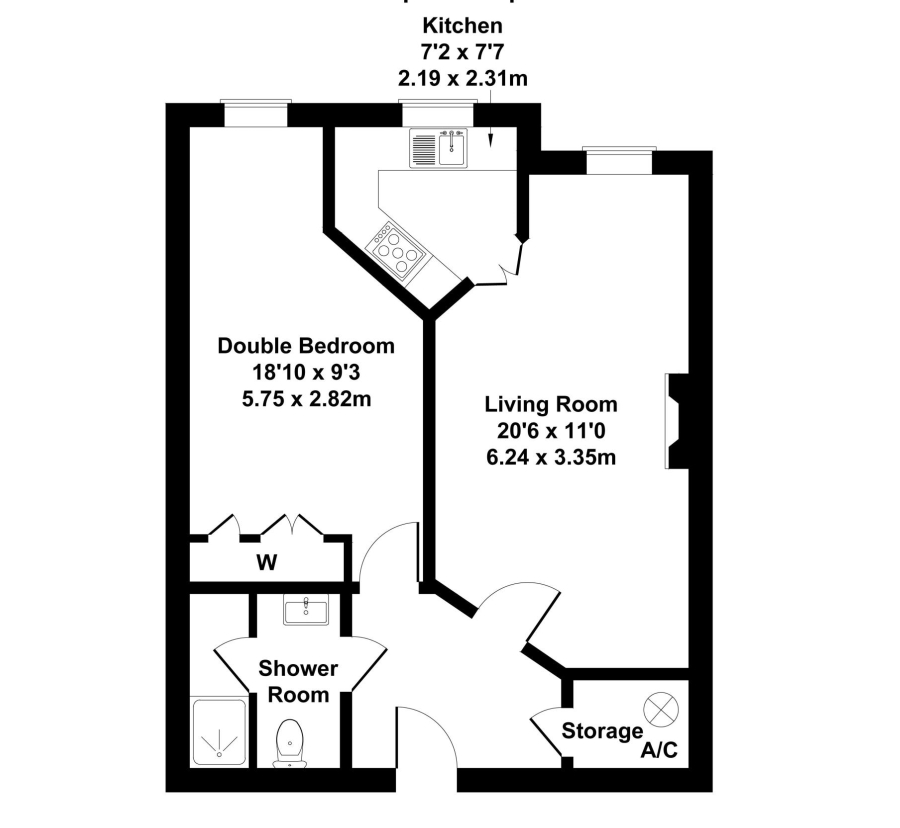 Kitchen
7'2 x 7'7
2.19 x 2.31m
Double Bedroom
18'10 x 9'3
5.75 x 2.82m
Living Room
20'6 x 11'0
6.24 x 3.35m
W
Shower
Room
Storage
A/C